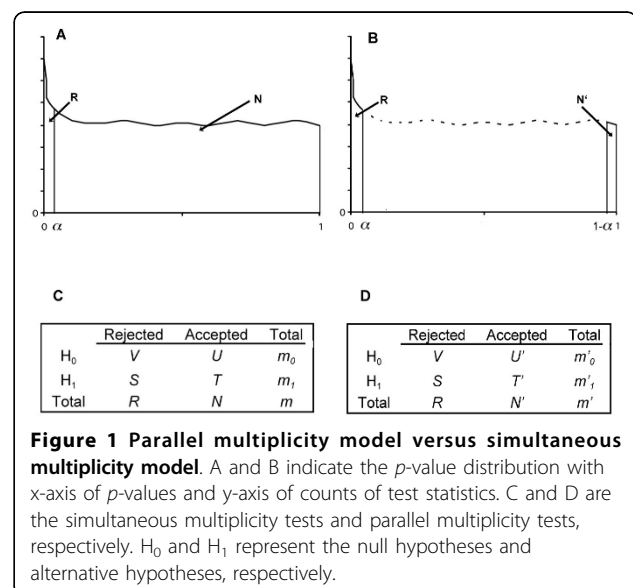 A
R
N
0
0 α
1
B
R
N'
0
0 α
1-α 1
C
Rejected Accepted Total
H₀ V U m₀
H₁ S T m₁
Total R N m
D
Rejected Accepted Total
H₀ V U' m'₀
H₁ S T' m'₁
Total R N' m'
Figure 1 Parallel multiplicity model versus simultaneous
multiplicity model. A and B indicate the p-value distribution with
x-axis of p-values and y-axis of counts of test statistics. C and D are
the simultaneous multiplicity tests and parallel multiplicity tests,
respectively. H₀ and H₁ represent the null hypotheses and
alternative hypotheses, respectively.